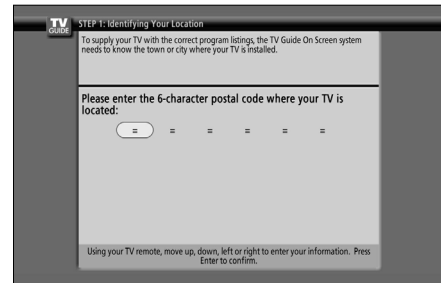 TV
GUIDE
STEP 1: Identifying Your Location
To supply your TV with the correct program listings, the TV Guide On Screen system
needs to know the town or city where your TV is installed.
Please enter the 6-character postal code where your TV is
located:
= = = = = =
Using your TV remote, move up, down, left or right to enter your information. Press
Enter to confirm.